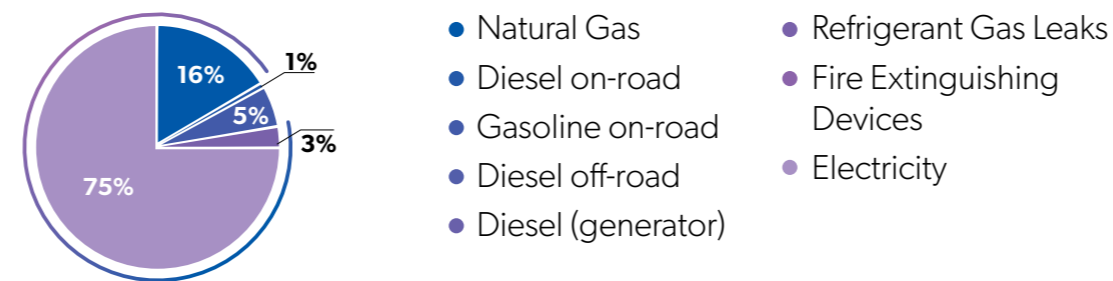 16%
1%
5%
3%
75%
Natural Gas
Diesel on-road
Gasoline on-road
Diesel off-road
Diesel (generator)
Refrigerant Gas Leaks
Fire Extinguishing
Devices
Electricity